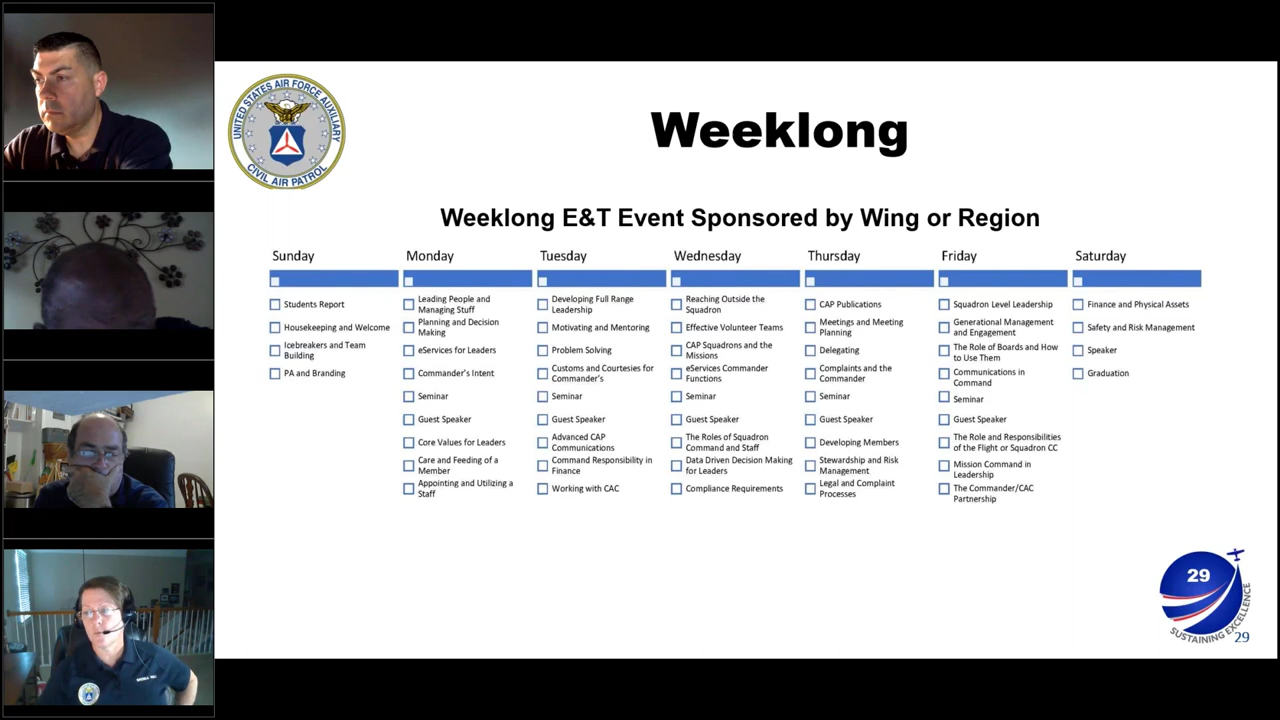 UNITED STATES AIR FORCE AUXILIARY
CIVIL AIR PATROL
Weeklong
Weeklong E&T Event Sponsored by Wing or Region
Sunday
Students Report
Housekeeping and Welcome
Icebreakers and Team
Building
PA and Branding
Monday
Leading People and
Managing Stuff
Planning and Decision
Making
eServices for Leaders
Commander's Intent
Seminar
Guest Speaker
Core Values for Leaders
Care and Feeding of a
Member
Appointing and Utilizing a
Staff
Tuesday
Developing Full Range
Leadership
Motivating and Mentoring
Problem Solving
Customs and Courtesies for
Commander's
Seminar
Guest Speaker
Advanced CAP
Communications
Command Responsibility in
Finance
Working with CAC
Wednesday
Reaching Outside the
Squadron
Effective Volunteer Teams
CAP Squadrons and the
Missions
eServices Commander
Functions
Seminar
Guest Speaker
The Roles of Squadron
Command and Staff
Data Driven Decision Making
for Leaders
Compliance Requirements
Thursday
CAP Publications
Meetings and Meeting
Planning
Delegating
Complaints and the
Commander
Seminar
Guest Speaker
Developing Members
Stewardship and Risk
Management
Legal and Complaint
Processes
Friday
Squadron Level Leadership
Generational Management
and Engagement
The Role of Boards and How
to Use Them
Communications in
Command
Seminar
Guest Speaker
The Role and Responsibilities
of the Flight or Squadron CC
Mission Command in
Leadership
The Commander/CAC
Partnership
Saturday
Finance and Physical Assets
Safety and Risk Management
Speaker
Graduation
29
SUSTAINING EXCELLENCE
29